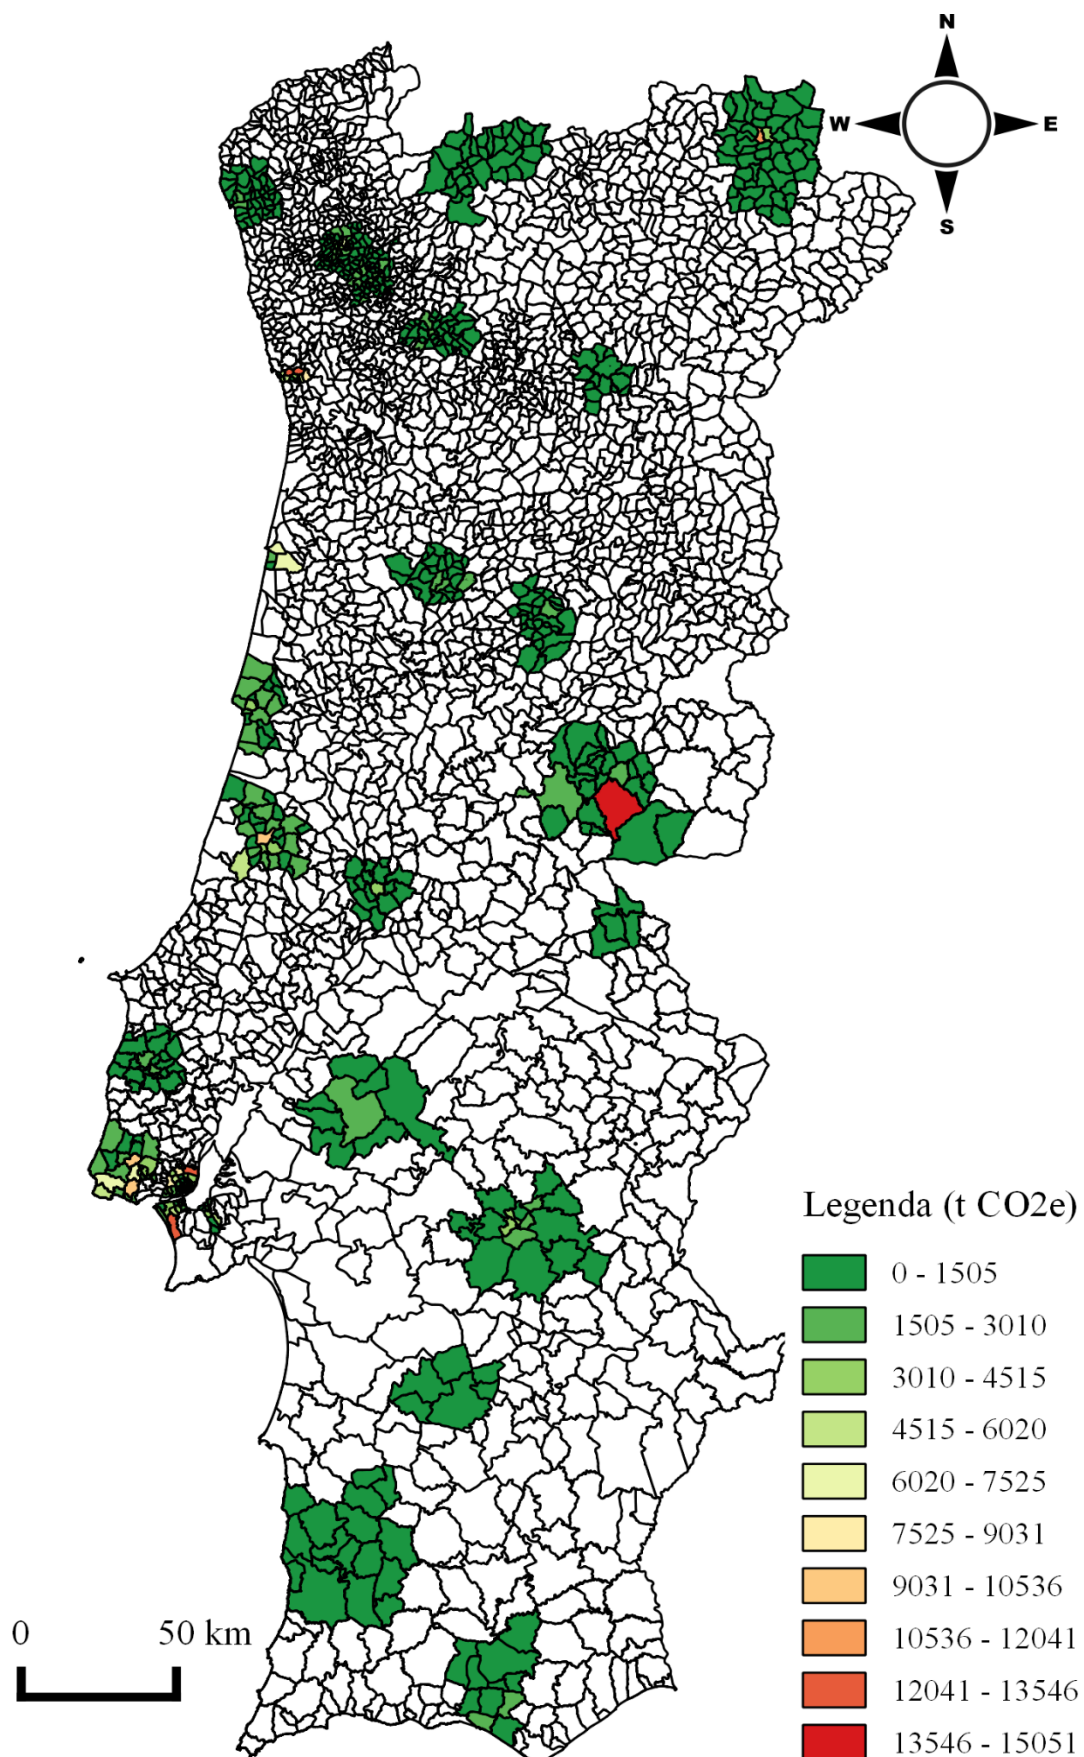 N
W
E
S
Legenda (t CO2e)
0 - 1505
1505 - 3010
3010 - 4515
4515 - 6020
6020 - 7525
7525 - 9031
9031 - 10536
10536 - 12041
12041 - 13546
13546 - 15051
0 50 km